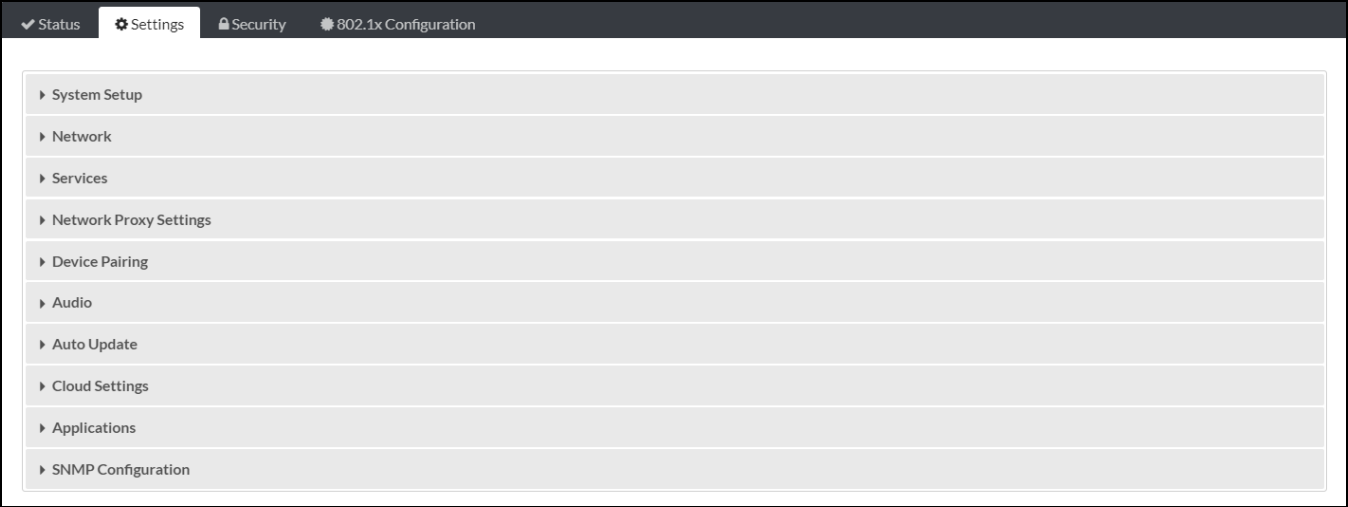 Status Settings Security 802.1x Configuration
System Setup
Network
Services
Network Proxy Settings
Device Pairing
Audio
Auto Update
Cloud Settings
Applications
SNMP Configuration